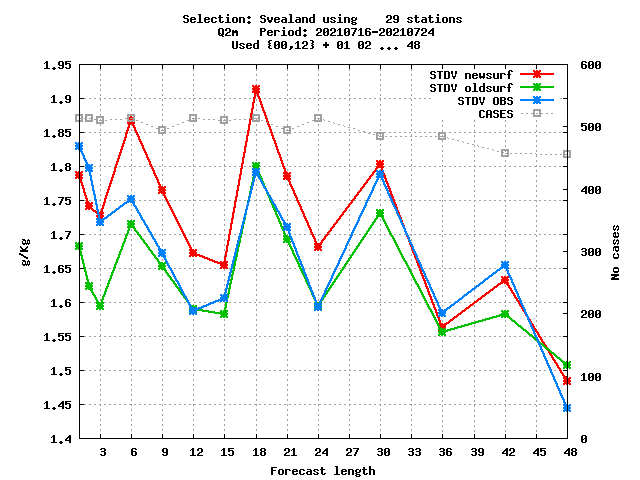 Selection: Svealand using    29 stations
Q2m   Period: 20210716-20210724
Used {00,12} + 01 02 ... 48
STDV newsurf
STDV oldsurf
STDV OBS
CASES
1.95
1.9
1.85
1.8
1.75
1.7
1.65
1.6
1.55
1.5
1.45
1.4
g/Kg
600
500
400
300
200
100
0
No cases
3 6 9 12 15 18 21 24 27 30 33 36 39 42 45 48
Forecast length